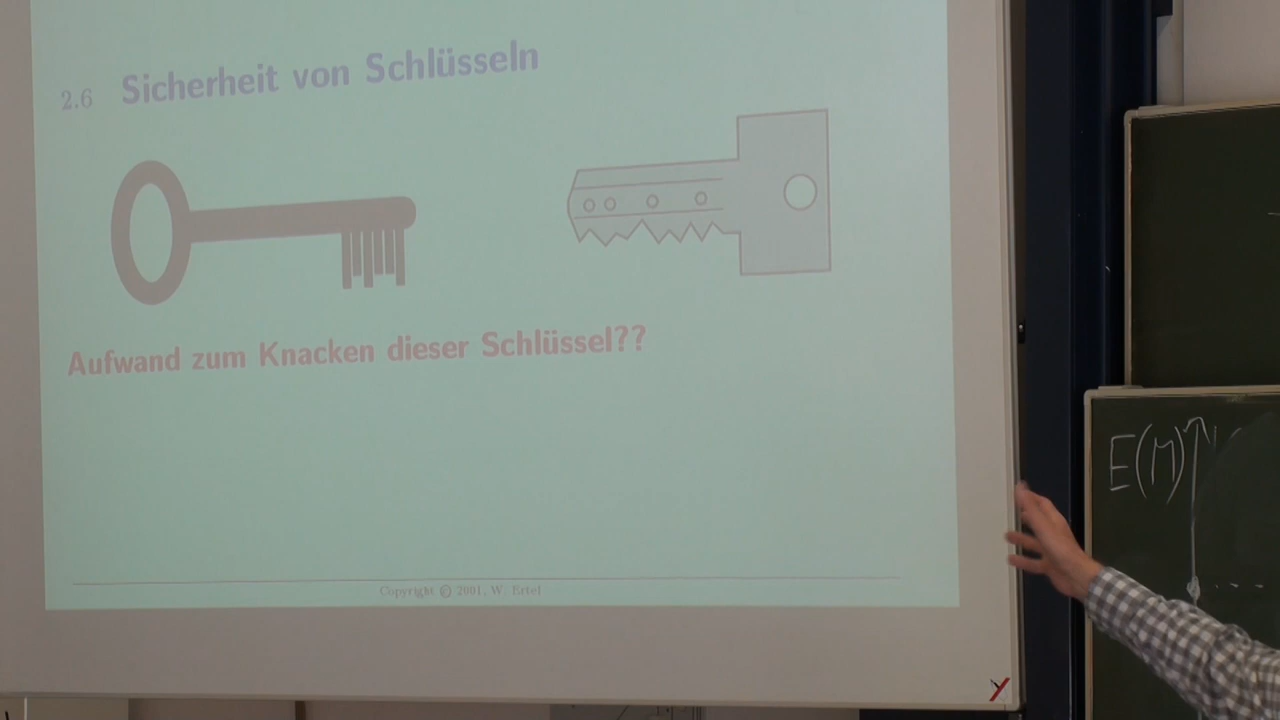 2.6 Sicherheit von Schlüsseln
Aufwand zum Knacken dieser Schlüssel??
Copyright © 2001, W. Ertel
E(M)